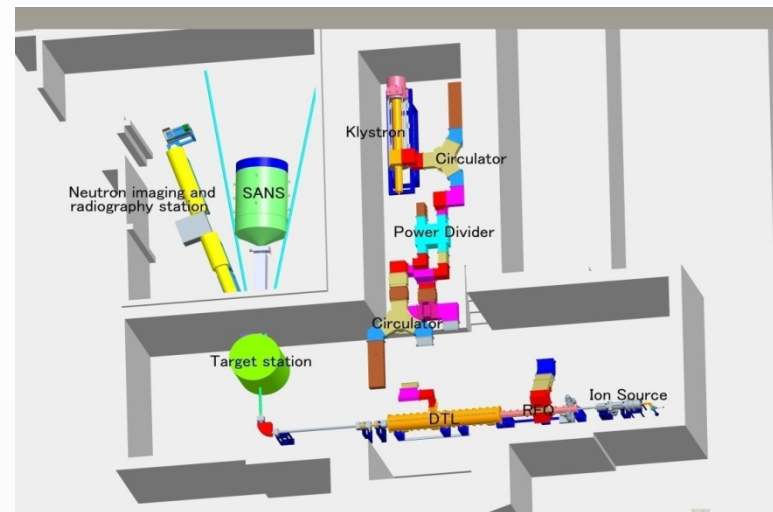 Klystron
Circulator
Neutron imaging and
radiography station
SANS
Power Divider
Circulator
Target station
Ion Source
RFQ
DTL